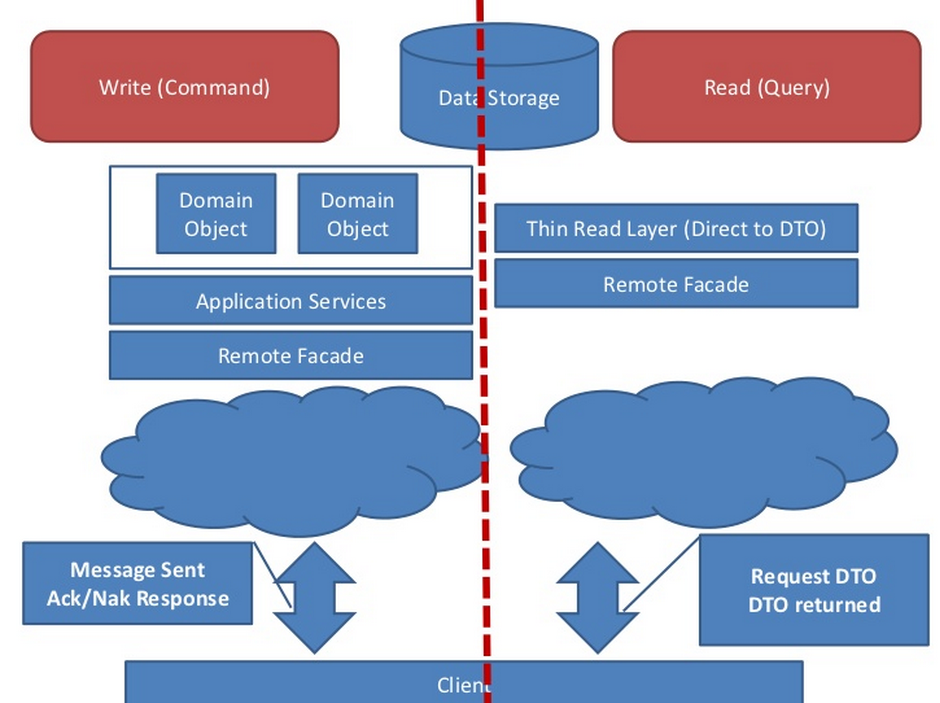 Write (Command)
Data Storage
Read (Query)
Domain
Object
Domain
Object
Thin Read Layer (Direct to DTO)
Remote Facade
Application Services
Remote Facade
Message Sent
Ack/Nak Response
Request DTO
DTO returned
Client